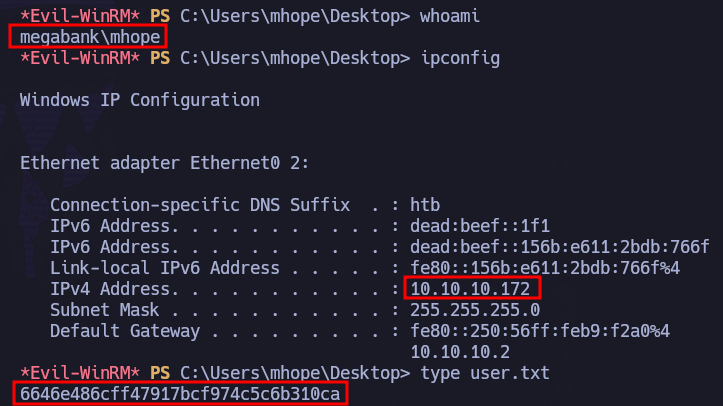 *Evil-WinRM* PS C:\Users\mhope\Desktop> whoami
megabank\mhope
*Evil-WinRM* PS C:\Users\mhope\Desktop> ipconfig
Windows IP Configuration
Ethernet adapter Ethernet0 2:
Connection-specific DNS Suffix  . : htb
IPv6 Address. . . . . . . . . . . : dead:beef::1f1
IPv6 Address. . . . . . . . . . . : dead:beef::156b:e611:2bdb:766f
Link-local IPv6 Address . . . . . : fe80::156b:e611:2bdb:766f%4
IPv4 Address. . . . . . . . . . . : 10.10.10.172
Subnet Mask . . . . . . . . . . . : 255.255.255.0
Default Gateway . . . . . . . . . : fe80::250:56ff:feb9:f2a0%4
10.10.10.2
*Evil-WinRM* PS C:\Users\mhope\Desktop> type user.txt
6646e486cff47917bcf974c5c6b310ca